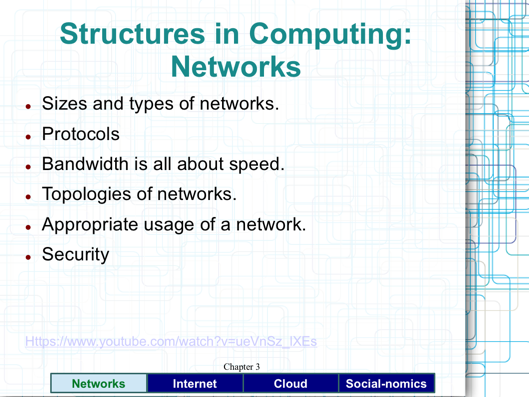 Structures in Computing:
Networks
• Sizes and types of networks.
• Protocols
• Bandwidth is all about speed.
• Topologies of networks.
• Appropriate usage of a network.
• Security
Https://www.youtube.com/watch?v=ueVnSz_IXEs
Chapter 3
Networks Internet Cloud Social-nomics